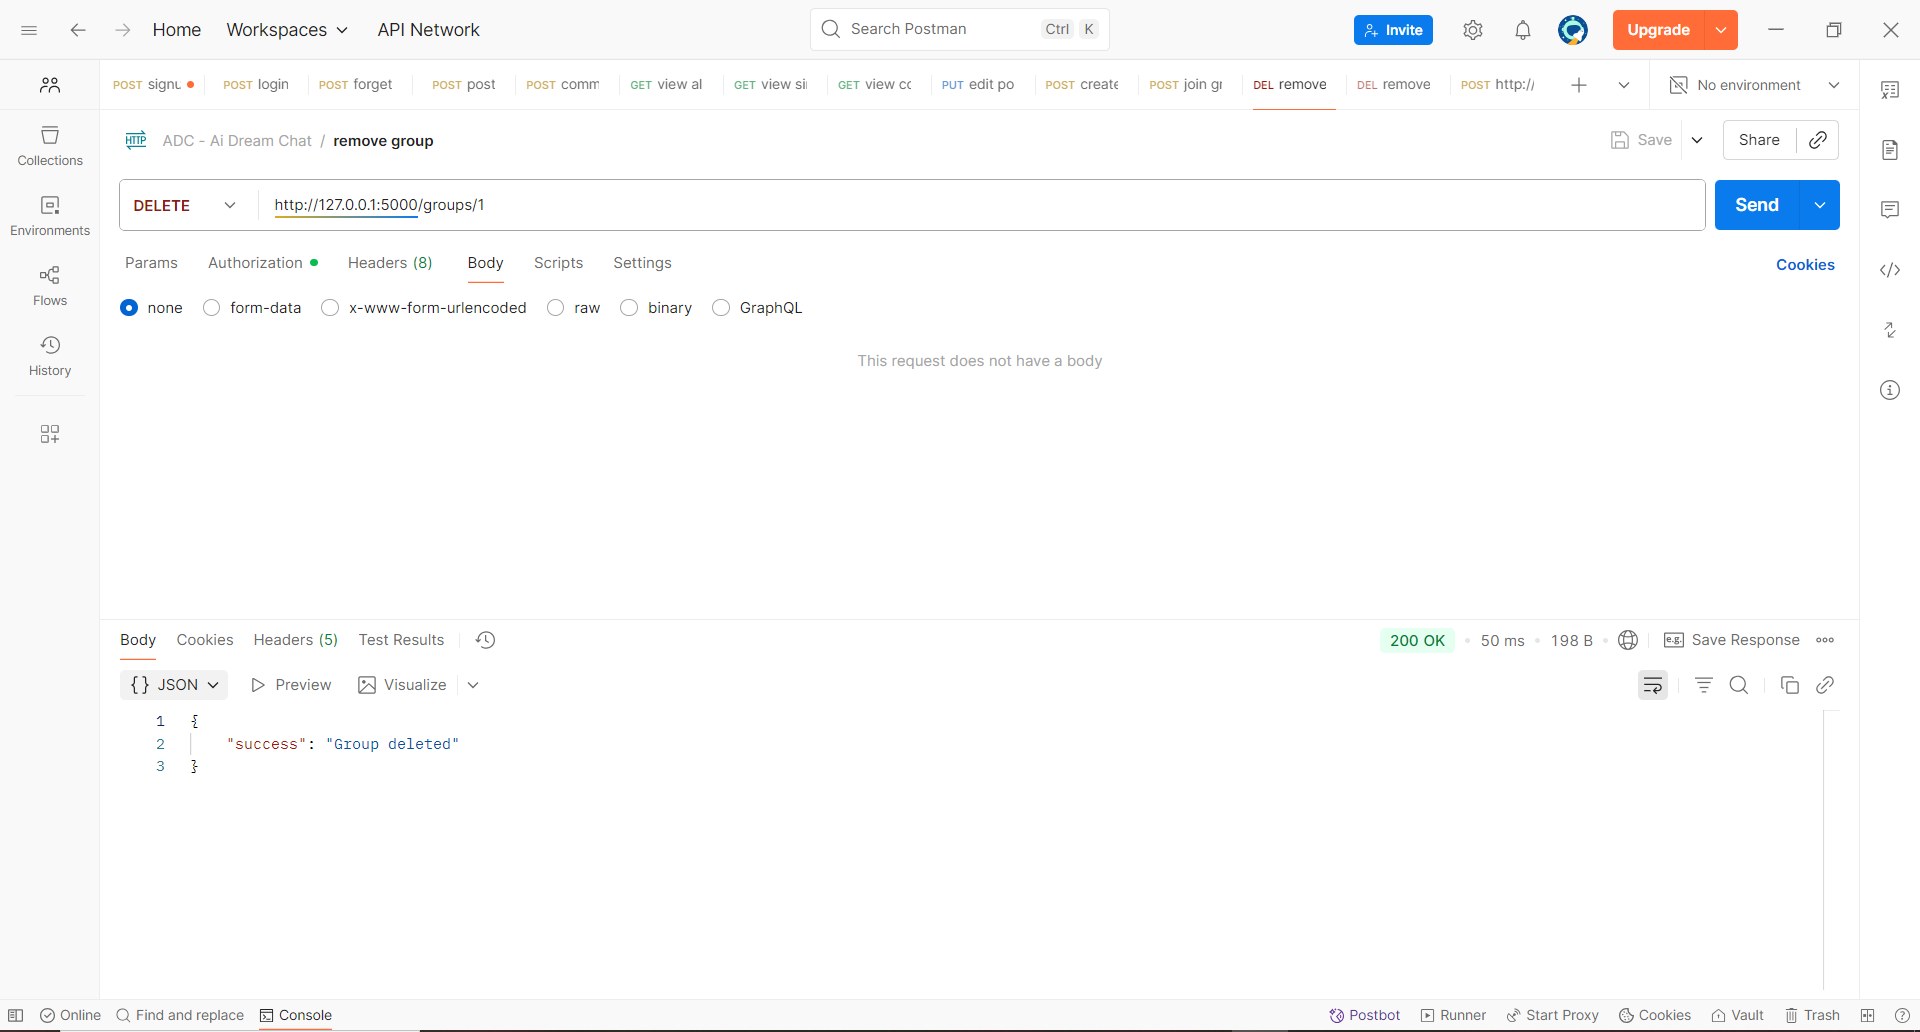 Home
Workspaces
API Network
Search Postman
Ctrl
K
Invite
Upgrade
POST signu
POST login
POST forget
POST post
POST comm
GET view al
GET view si
GET view co
PUT edit po
POST create
POST join gr
DEL remove
DEL remove
POST http:/
No environment
Collections
Environments
Flows
History
HTTP
ADC - Ai Dream Chat / remove group
Save
Share
DELETE
http://127.0.0.1:5000/groups/1
Send
Params
Authorization
Headers (8)
Body
Scripts
Settings
Cookies
none
form-data
x-www-form-urlencoded
raw
binary
GraphQL
This request does not have a body
Body
Cookies
Headers (5)
Test Results
200 OK
50 ms
198 B
e.g.
Save Response
{} JSON
Preview
Visualize
1 {
2 "success": "Group deleted"
3 }
Online
Find and replace
Console
Postbot
Runner
Start Proxy
Cookies
Vault
Trash